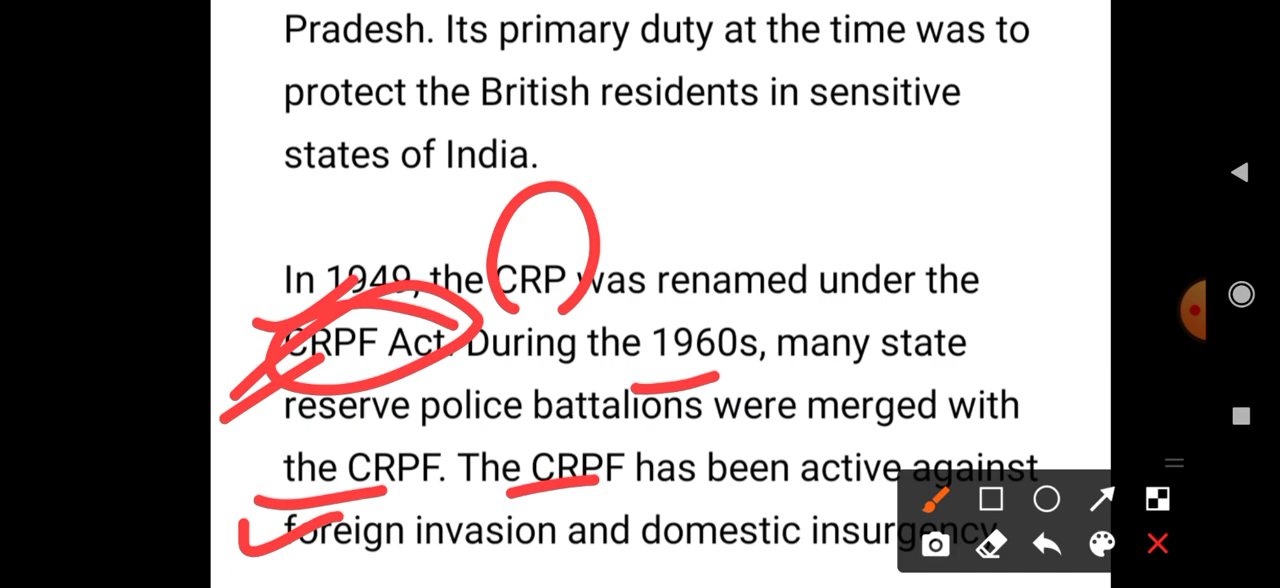 Pradesh. Its primary duty at the time was to
protect the British residents in sensitive
states of India.
In 1949, the CRP was renamed under the
CRPF Act. During the 1960s, many state
reserve police battalions were merged with
the CRPF. The CRPF has been active against
foreign invasion and domestic insurgency